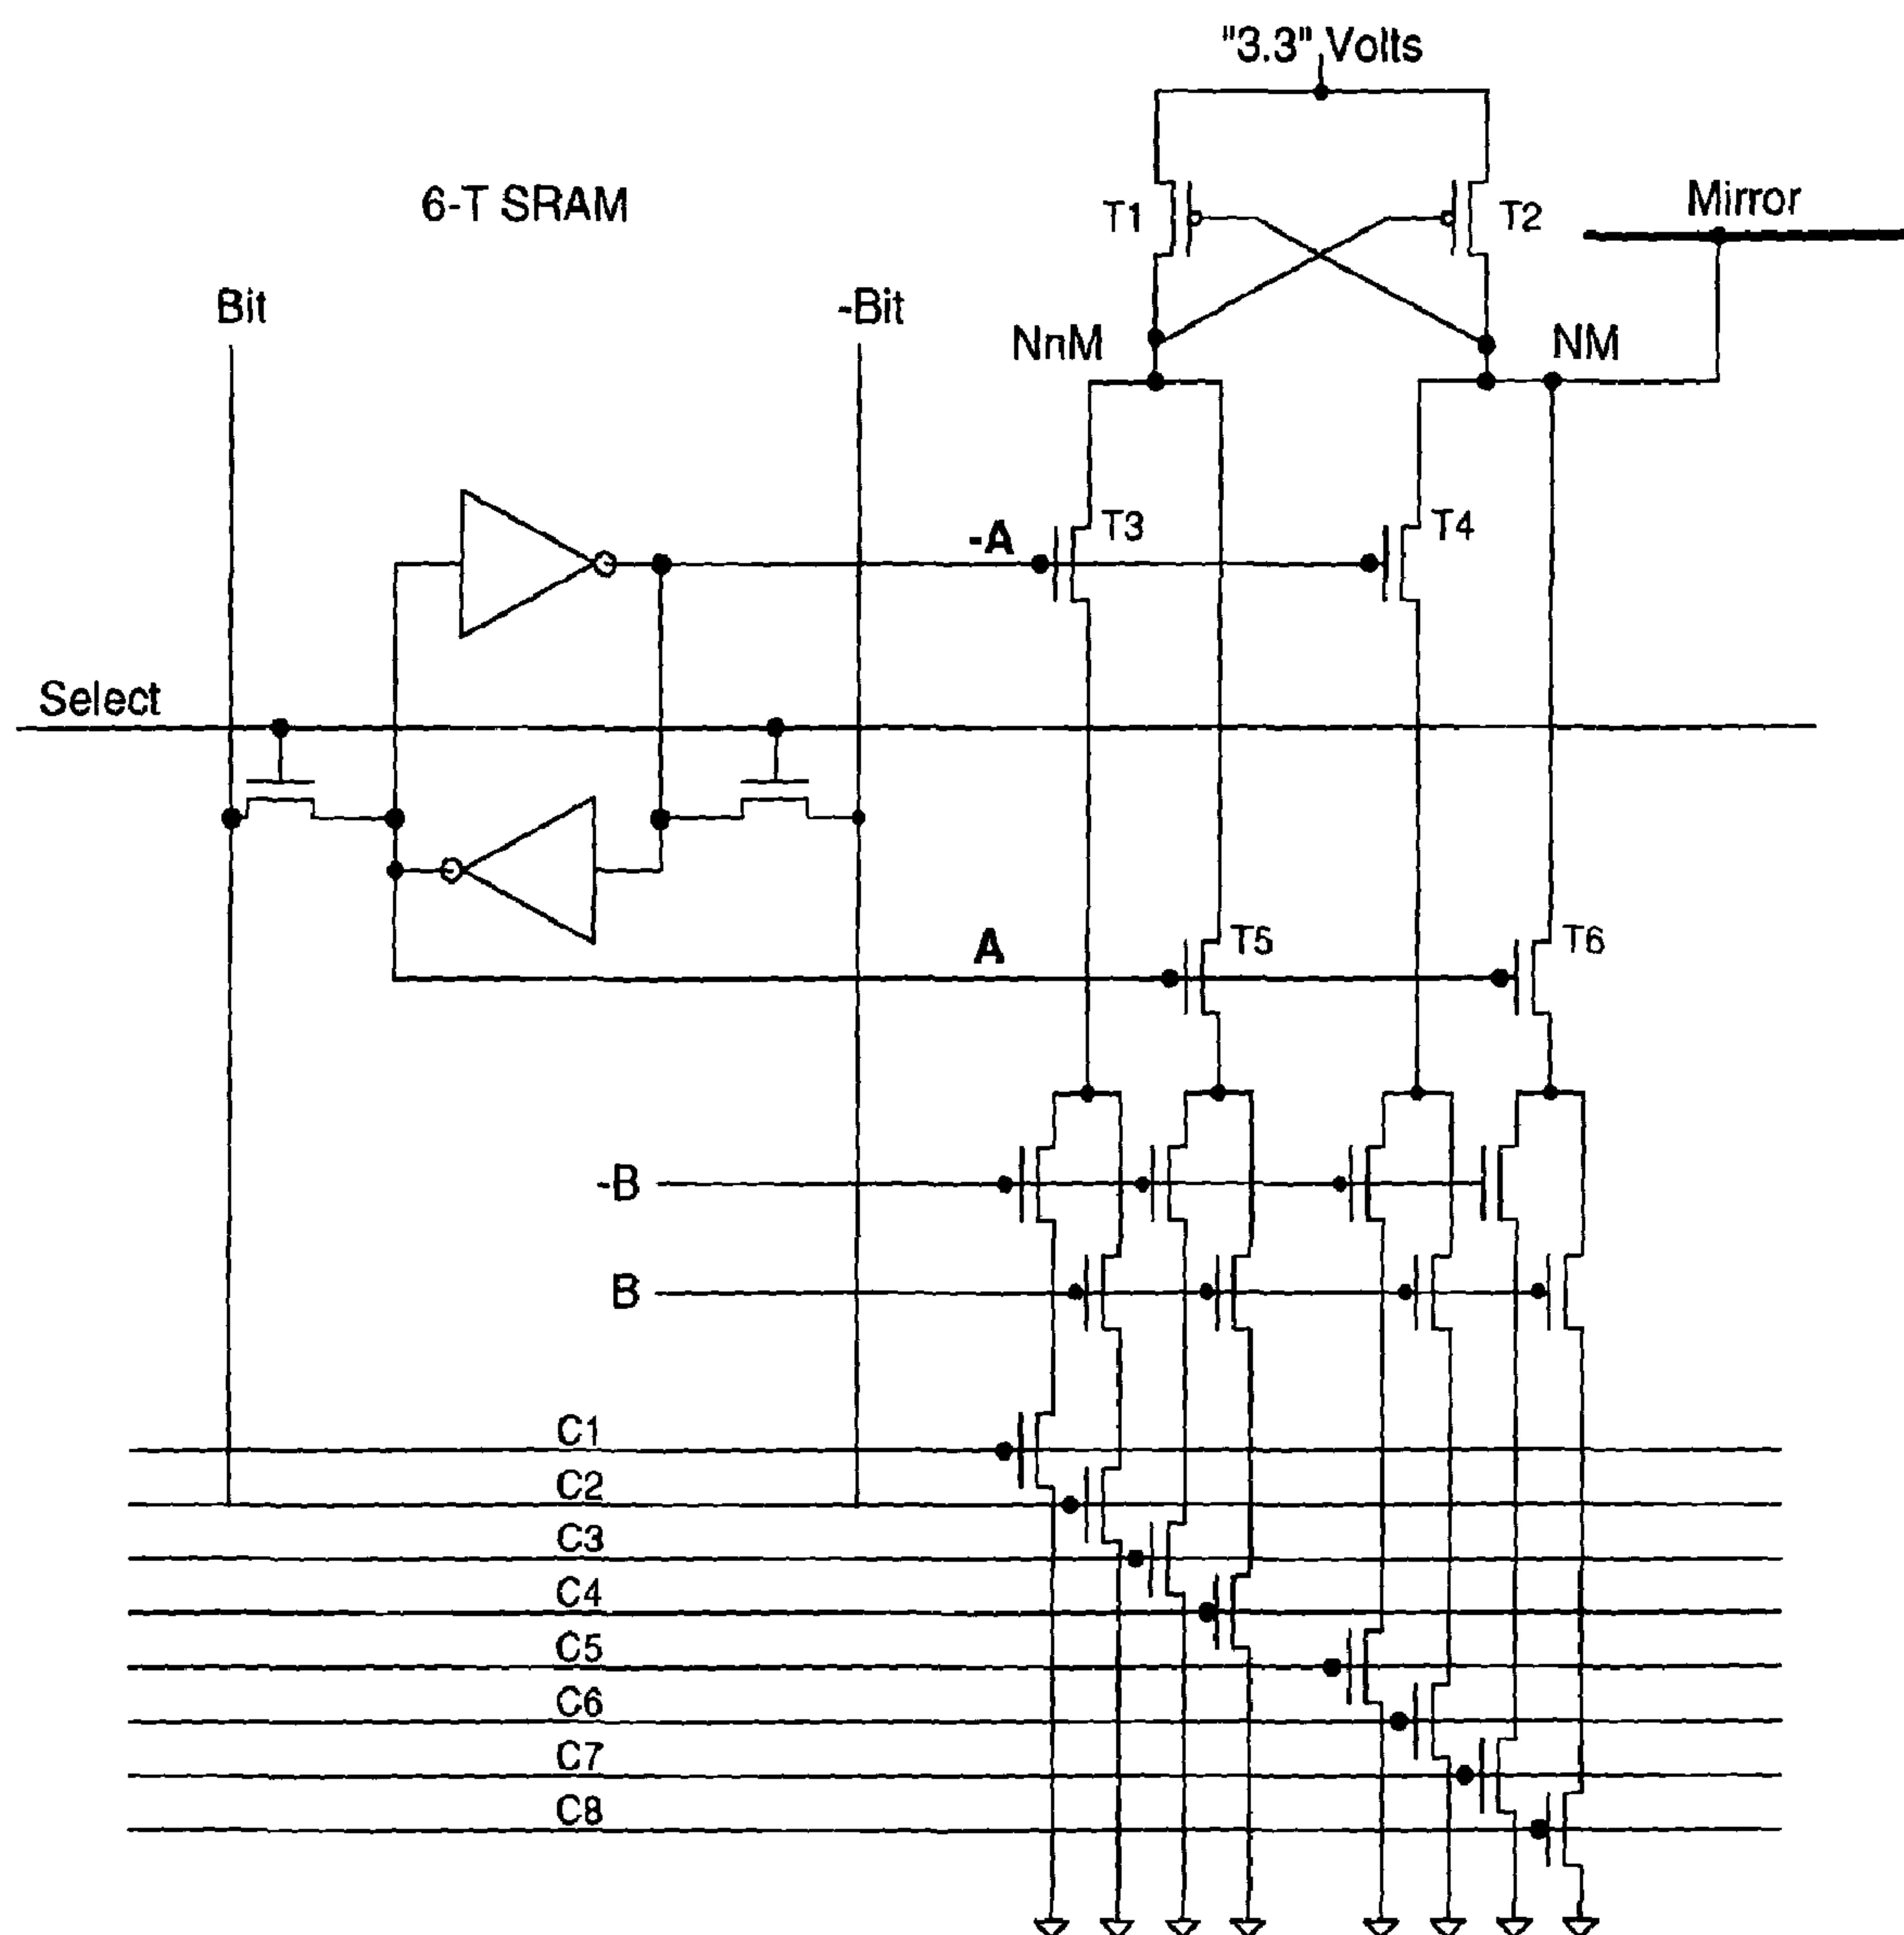 "3.3" Volts
6-T SRAM
T1
T2
Mirror
Bit
-Bit
NnM
NM
-A
T3
T4
Select
A
T5
T6
-B
B
C1
C2
C3
C4
C5
C6
C7
C8